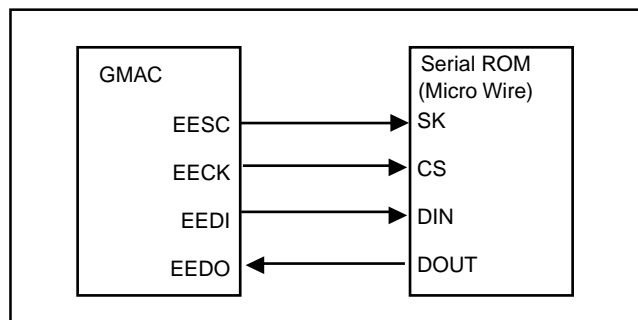 GMAC
EESC
EECK
EEDI
EEDO
Serial ROM
(Micro Wire)
SK
CS
DIN
DOUT